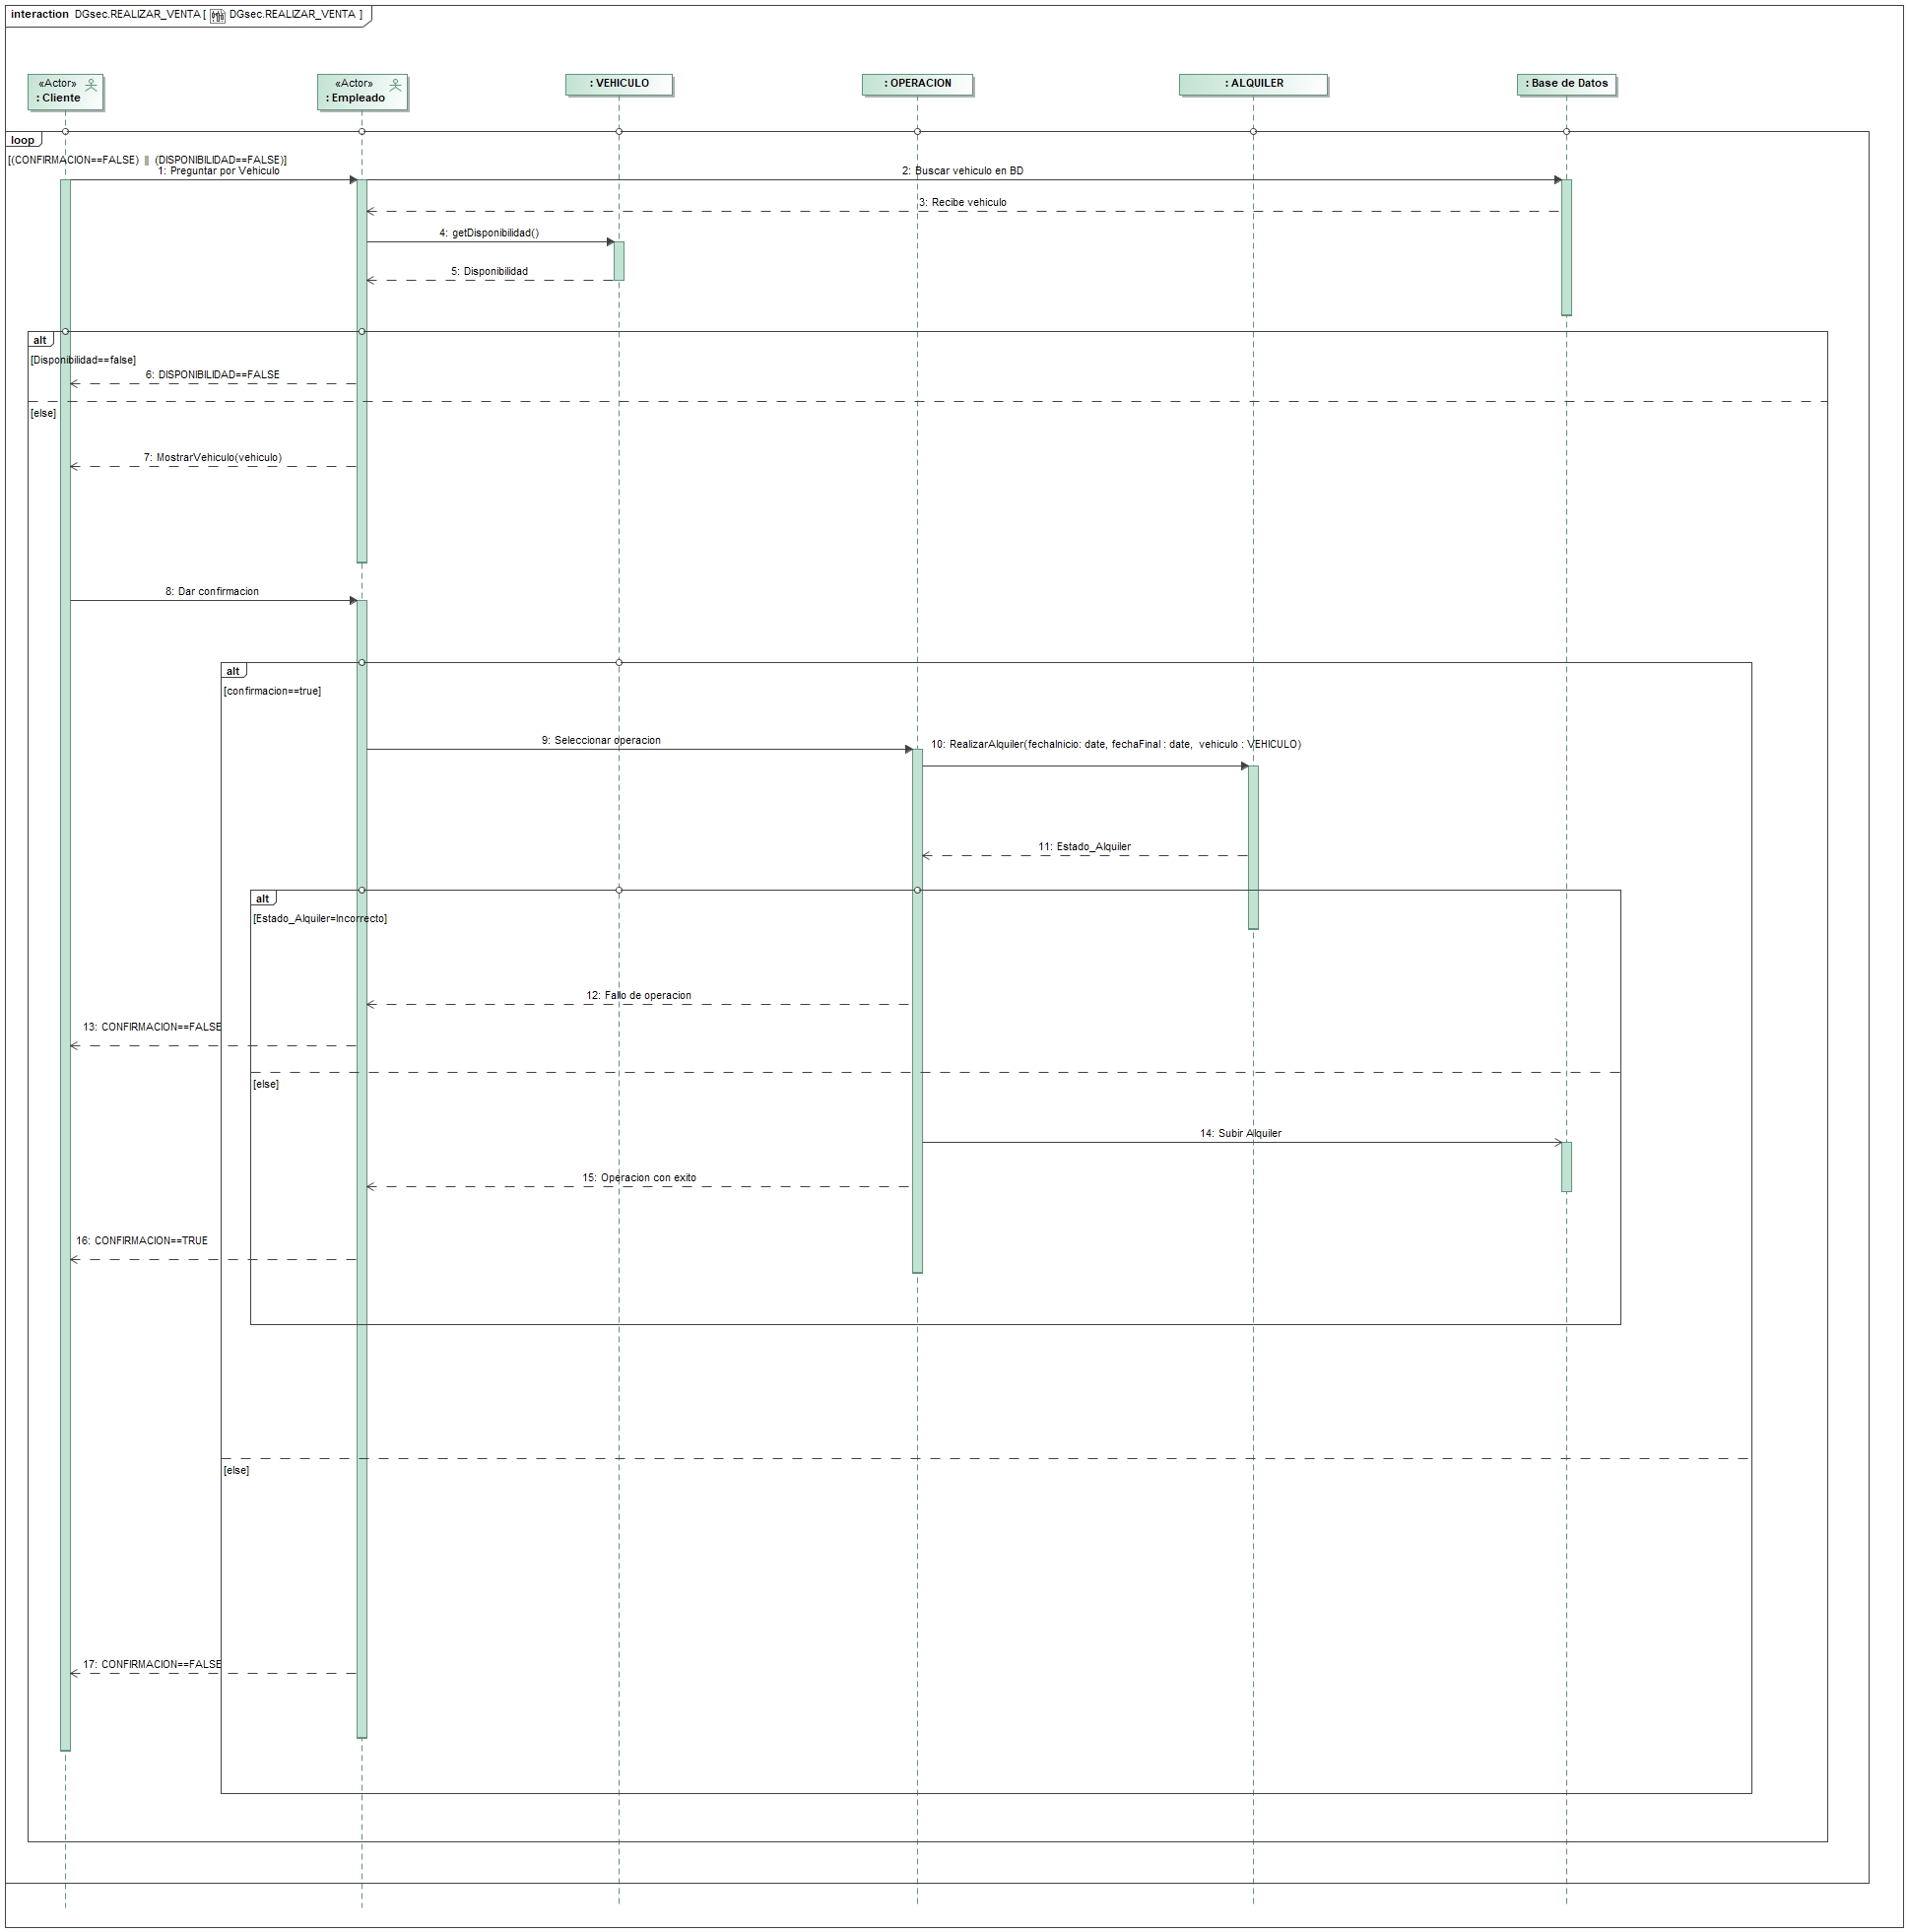 interaction DGsec.REALIZAR_VENTA [ DGsec.REALIZAR_VENTA ]
«Actor»
: Cliente
«Actor»
: Empleado
: VEHICULO
: OPERACION
: ALQUILER
: Base de Datos
loop
[(CONFIRMACION==FALSE) || (DISPONIBILIDAD==FALSE)]
1: Preguntar por Vehiculo
2: Buscar vehiculo en BD
3: Recibe vehiculo
4: getDisponibilidad()
5: Disponibilidad
alt
[Disponibilidad==false]
6: DISPONIBILIDAD==FALSE
[else]
7: MostrarVehiculo(vehiculo)
8: Dar confirmacion
alt
[confirmacion==true]
9: Seleccionar operacion
10: RealizarAlquiler(fechaInicio: date, fechaFinal : date, vehiculo : VEHICULO)
11: Estado_Alquiler
alt
[Estado_Alquiler=Incorrecto]
12: Fallo de operacion
13: CONFIRMACION==FALSE
[else]
14: Subir Alquiler
15: Operacion con exito
16: CONFIRMACION==TRUE
[else]
17: CONFIRMACION==FALSE